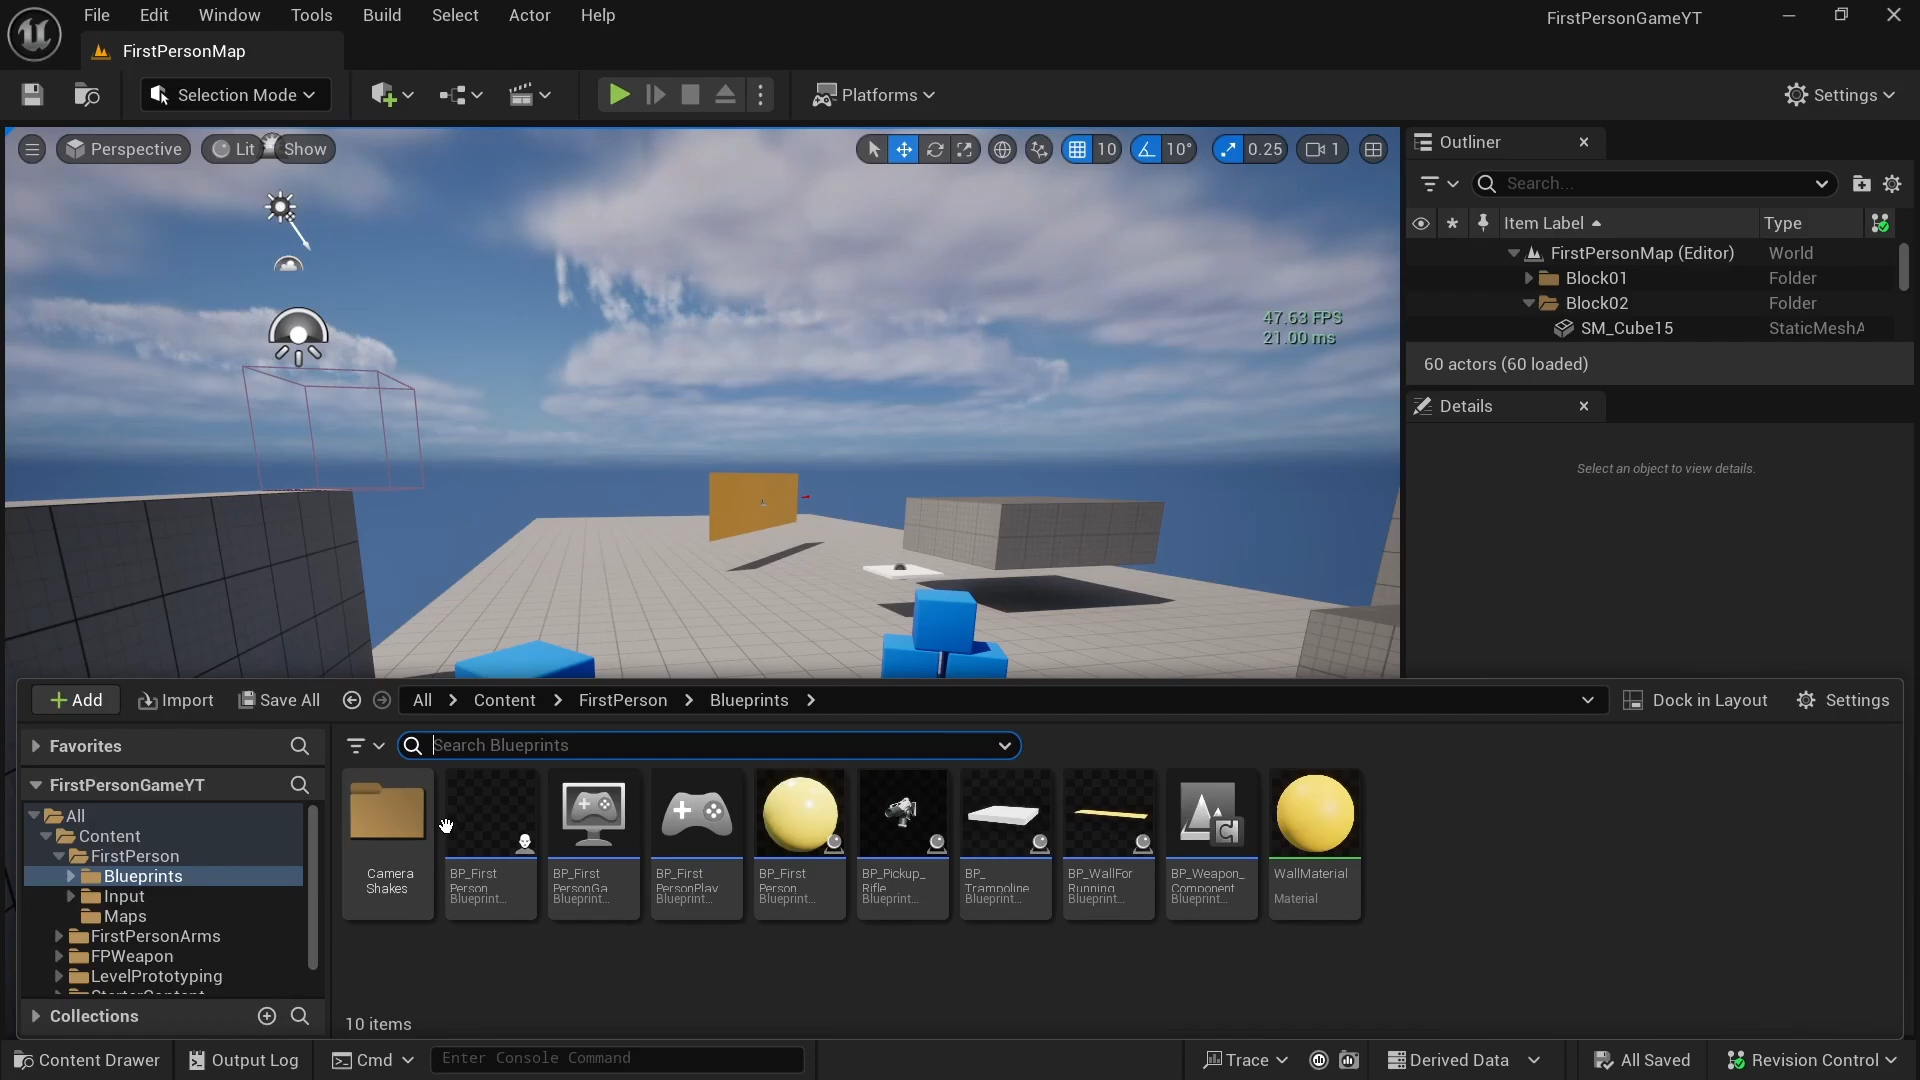 File Edit Window Tools Build Select Actor Help
FirstPersonGameYT
FirstPersonMap
Selection Mode
Platforms
Settings
Perspective
Lit
Show
10
10°
0.25
1
47.63 FPS
21.00 ms
Outliner
Search...
Item Label
Type
FirstPersonMap (Editor) World
Block01 Folder
Block02 Folder
SM_Cube15 StaticMeshA
60 actors (60 loaded)
Details
Select an object to view details.
Add
Import
Save All
All > Content > FirstPerson > Blueprints >
Dock in Layout
Settings
Favorites
FirstPersonGameYT
All
Content
FirstPerson
Blueprints
Input
Maps
FirstPersonArms
FPWeapon
LevelPrototyping
Collections
Search Blueprints
Camera
Shakes
BP_First
Person
Blueprint...
BP_First
PersonGa
Blueprint...
BP_First
PersonPlay
Blueprint...
BP_First
Person
Blueprint...
BP_Pickup_
Rifle
Blueprint...
BP_
Trampoline
Blueprint...
BP_WallFor
Running
Blueprint...
BP_Weapon_
Component
Blueprint...
WallMaterial
Material
10 items
Content Drawer
Output Log
Cmd
Enter Console Command
Trace
Derived Data
All Saved
Revision Control